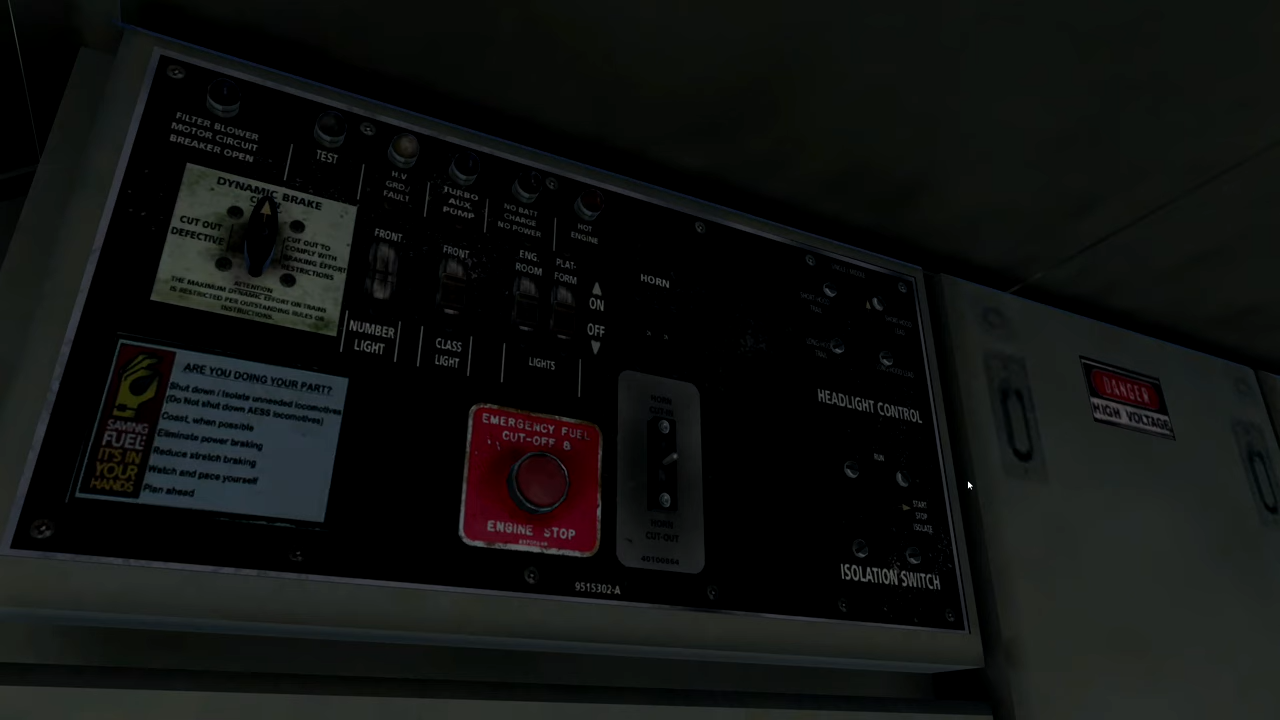 FILTER BLOWER
MOTOR CIRCUIT
BREAKER OPEN
TEST
H.V
GRD./
FAULT
TURBO
AUX.
PUMP
NO BATT
CHARGE
NO POWER
HOT
ENGINE
DYNAMIC BRAKE
CUT OUT
DEFECTIVE
CUT OUT TO
COMPLY WITH
BRAKING EFFORT
RESTRICTIONS
ATTENTION
THE MAXIMUM DYNAMIC EFFORT ON TRAINS
IS RESTRICTED PER OUTSTANDING RULES OR
INSTRUCTIONS.
FRONT
FRONT
ENG.
ROOM
PLAT-
FORM
ON
OFF
HORN
NUMBER
LIGHT
CLASS
LIGHT
LIGHTS
ARE YOU DOING YOUR PART?
Shut down / Isolate unneeded locomotives
(Do Not shut down AESS locomotives)
Coast, when possible
Eliminate power braking
Reduce stretch braking
Watch and pace yourself
Plan ahead
SAVING
FUEL:
IT'S IN
YOUR
HANDS
EMERGENCY FUEL
CUT-OFF &
ENGINE STOP
HORN
CUT-IN
HORN
CUT-OUT
40100664
9515302-A
HEADLIGHT CONTROL
RUN
START
STOP
ISOLATE
ISOLATION SWITCH
DANGER
HIGH VOLTAGE